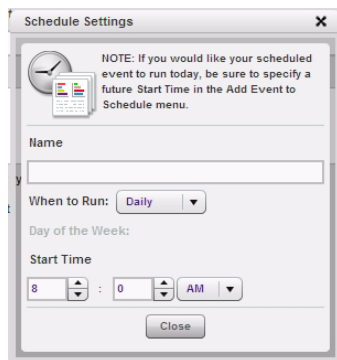 Schedule Settings
NOTE: If you would like your scheduled
event to run today, be sure to specify a
future Start Time in the Add Event to
Schedule menu.
Name
When to Run: Daily
Day of the Week:
Start Time
8 : 0 AM
Close